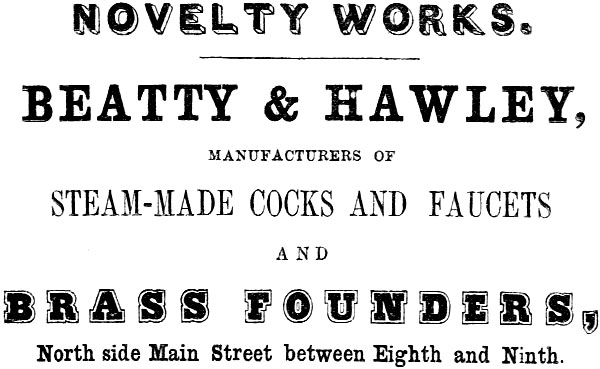 NOVELTY WORKS.
BEATTY & HAWLEY,
MANUFACTURERS OF
STEAM-MADE COCKS AND FAUCETS
AND
BRASS FOUNDERS,
North side Main Street between Eighth and Ninth.